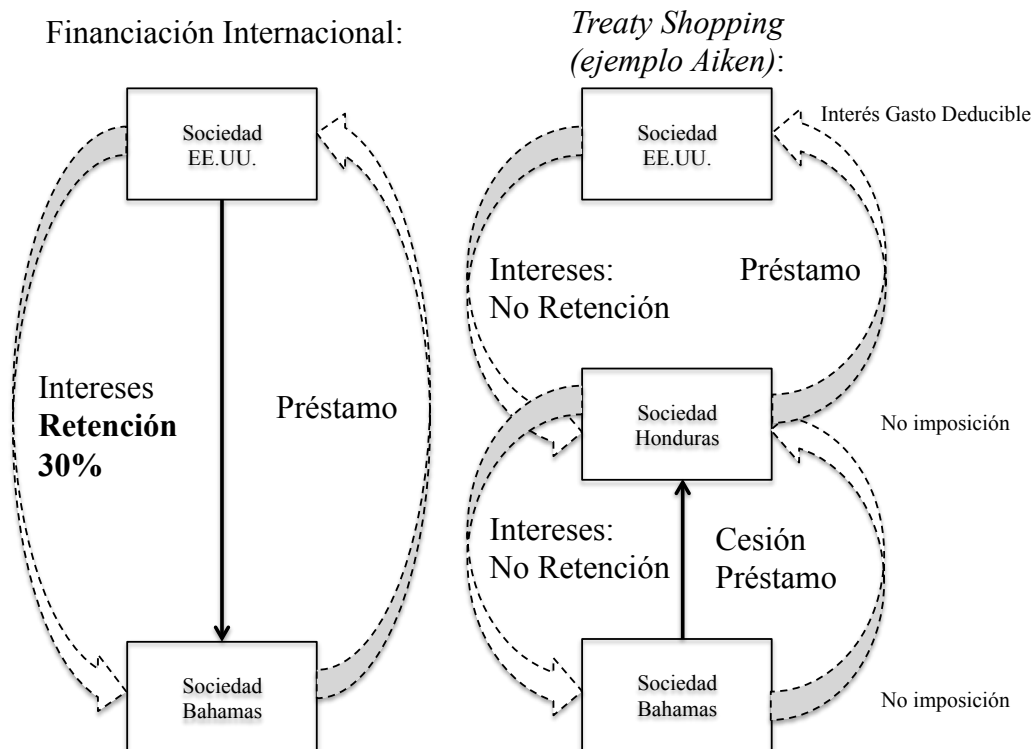 Financiación Internacional:
Sociedad
EE.UU.
Intereses
Retención
30%
Préstamo
Sociedad
Bahamas
Treaty Shopping
(ejemplo Aiken):
Sociedad
EE.UU.
Interés Gasto Deducible
Intereses:
No Retención
Préstamo
Sociedad
Honduras
No imposición
Intereses:
No Retención
Cesión
Préstamo
Sociedad
Bahamas
No imposición